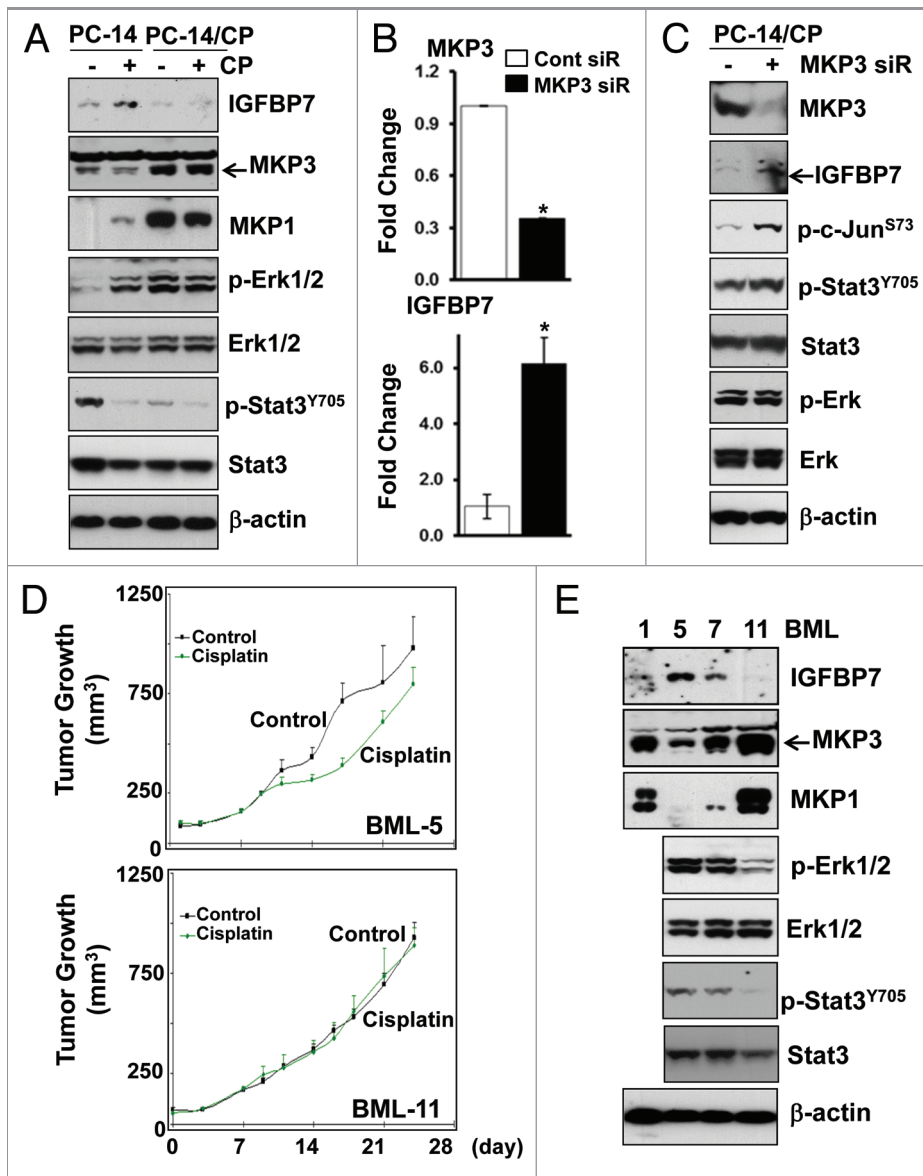 A
PC-14 PC-14/CP
- + - + CP
IGFBP7
MKP3
MKP1
p-Erk1/2
Erk1/2
p-Stat3Y705
Stat3
β-actin
B
MKP3
Cont siR
MKP3 siR
Fold Change
1.2
0.9
0.6
0.3
0.0
*
IGFBP7
Fold Change
6.0
4.0
2.0
0.0
*
C
PC-14/CP
- + MKP3 siR
MKP3
IGFBP7
p-c-JunS73
p-Stat3Y705
Stat3
p-Erk
Erk
β-actin
D
Tumor Growth
(mm3)
1250
750
250
0
Control
Cisplatin
Control
Cisplatin
BML-5
Tumor Growth
(mm3)
1250
750
250
0
Control
Cisplatin
Control
Cisplatin
BML-11
0 7 14 21 28 (day)
E
1 5 7 11 BML
IGFBP7
MKP3
MKP1
p-Erk1/2
Erk1/2
p-Stat3Y705
Stat3
β-actin